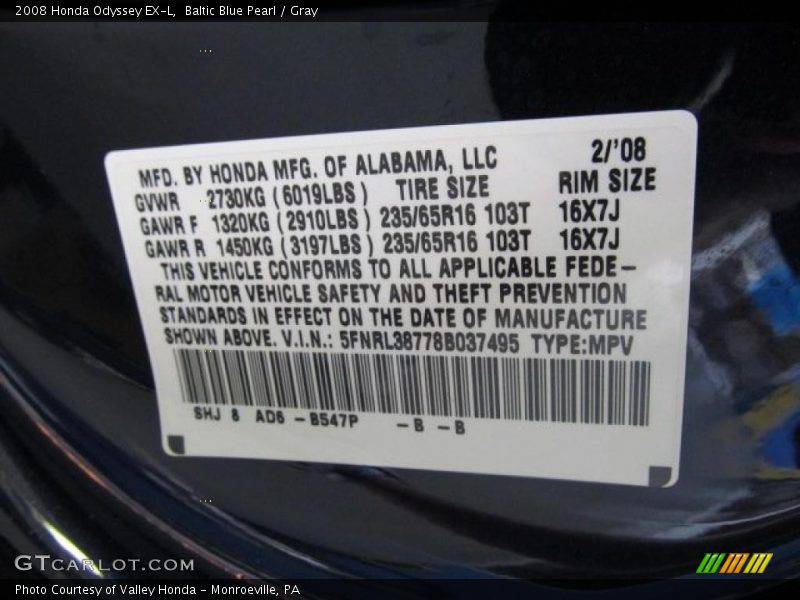 2008 Honda Odyssey EX-L,  Baltic Blue Pearl / Gray
MFD. BY HONDA MFG. OF ALABAMA, LLC 2/'08
GVWR 2730KG (6019LBS) TIRE SIZE RIM SIZE
GAWR F 1320KG (2910LBS) 235/65R16 103T 16X7J
GAWR R 1450KG (3197LBS) 235/65R16 103T 16X7J
THIS VEHICLE CONFORMS TO ALL APPLICABLE FEDE-
RAL MOTOR VEHICLE SAFETY AND THEFT PREVENTION
STANDARDS IN EFFECT ON THE DATE OF MANUFACTURE
SHOWN ABOVE. V.I.N.: 5FNRL38778B037495 TYPE:MPV
SHJ 8 AD6 -B547P -B -B
GTCARLOT.COM
Photo Courtesy of Valley Honda - Monroeville, PA